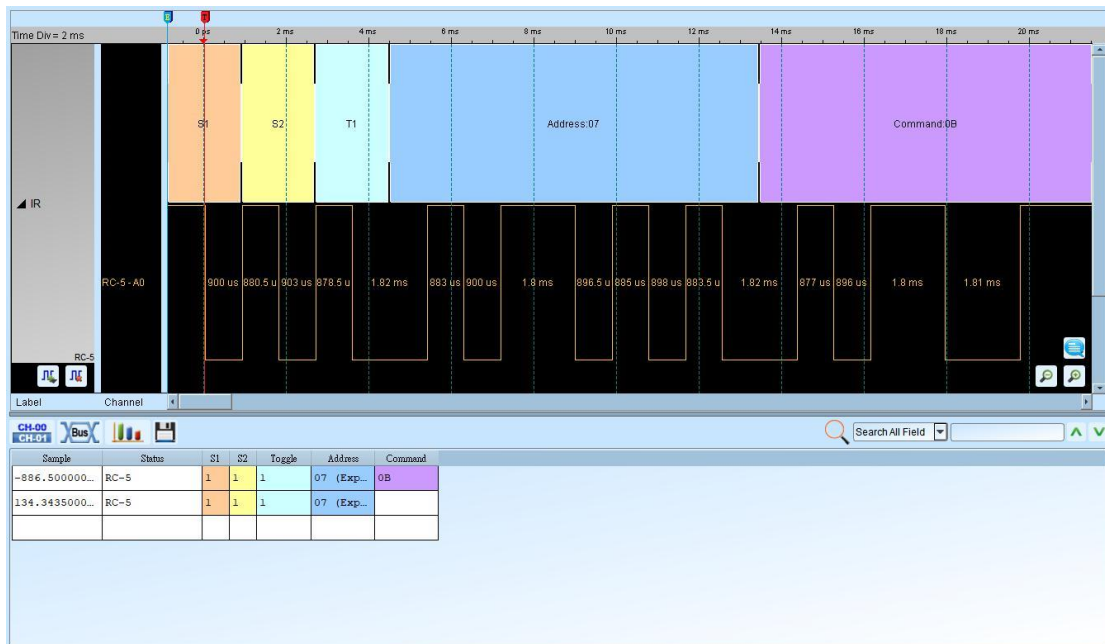 Time Div = 2 ms
0 ps 2 ms 4 ms 6 ms 8 ms 10 ms 12 ms 14 ms 16 ms 18 ms 20 ms
S1 S2 T1 Address:07 Command:0B
IR
RC-5 - A0 900 us 880.5 u 903 us 878.5 u 1.82 ms 883 us 900 us 1.8 ms 896.5 u 885 us 898 us 883.5 u 1.82 ms 877 us 896 us 1.8 ms 1.81 ms
RC-5
Label Channel
CH-00
CH-01
Bus
Search All Field
Sample Status S1 S2 Toggle Address Command
-886.500000... RC-5 1 1 1 07 (Exp... 0B
134.3435000... RC-5 1 1 1 07 (Exp...